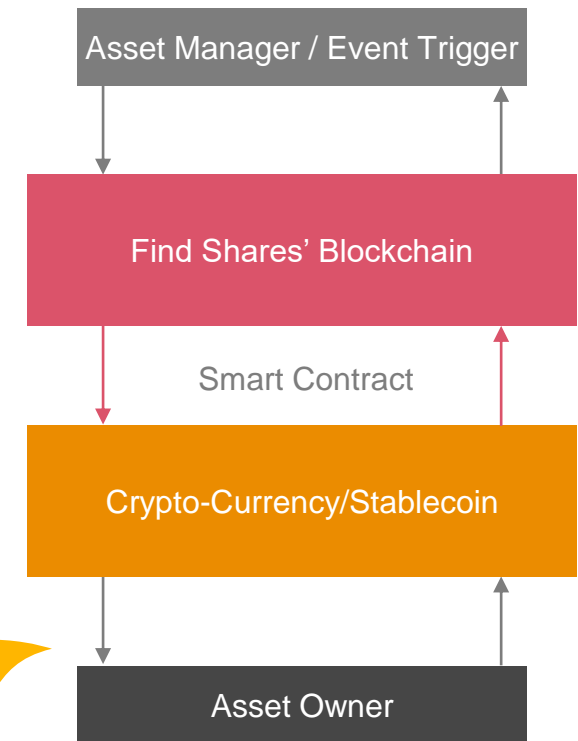 Asset Manager / Event Trigger
Find Shares’ Blockchain
Smart Contract
Crypto-Currency/Stablecoin
Asset Owner